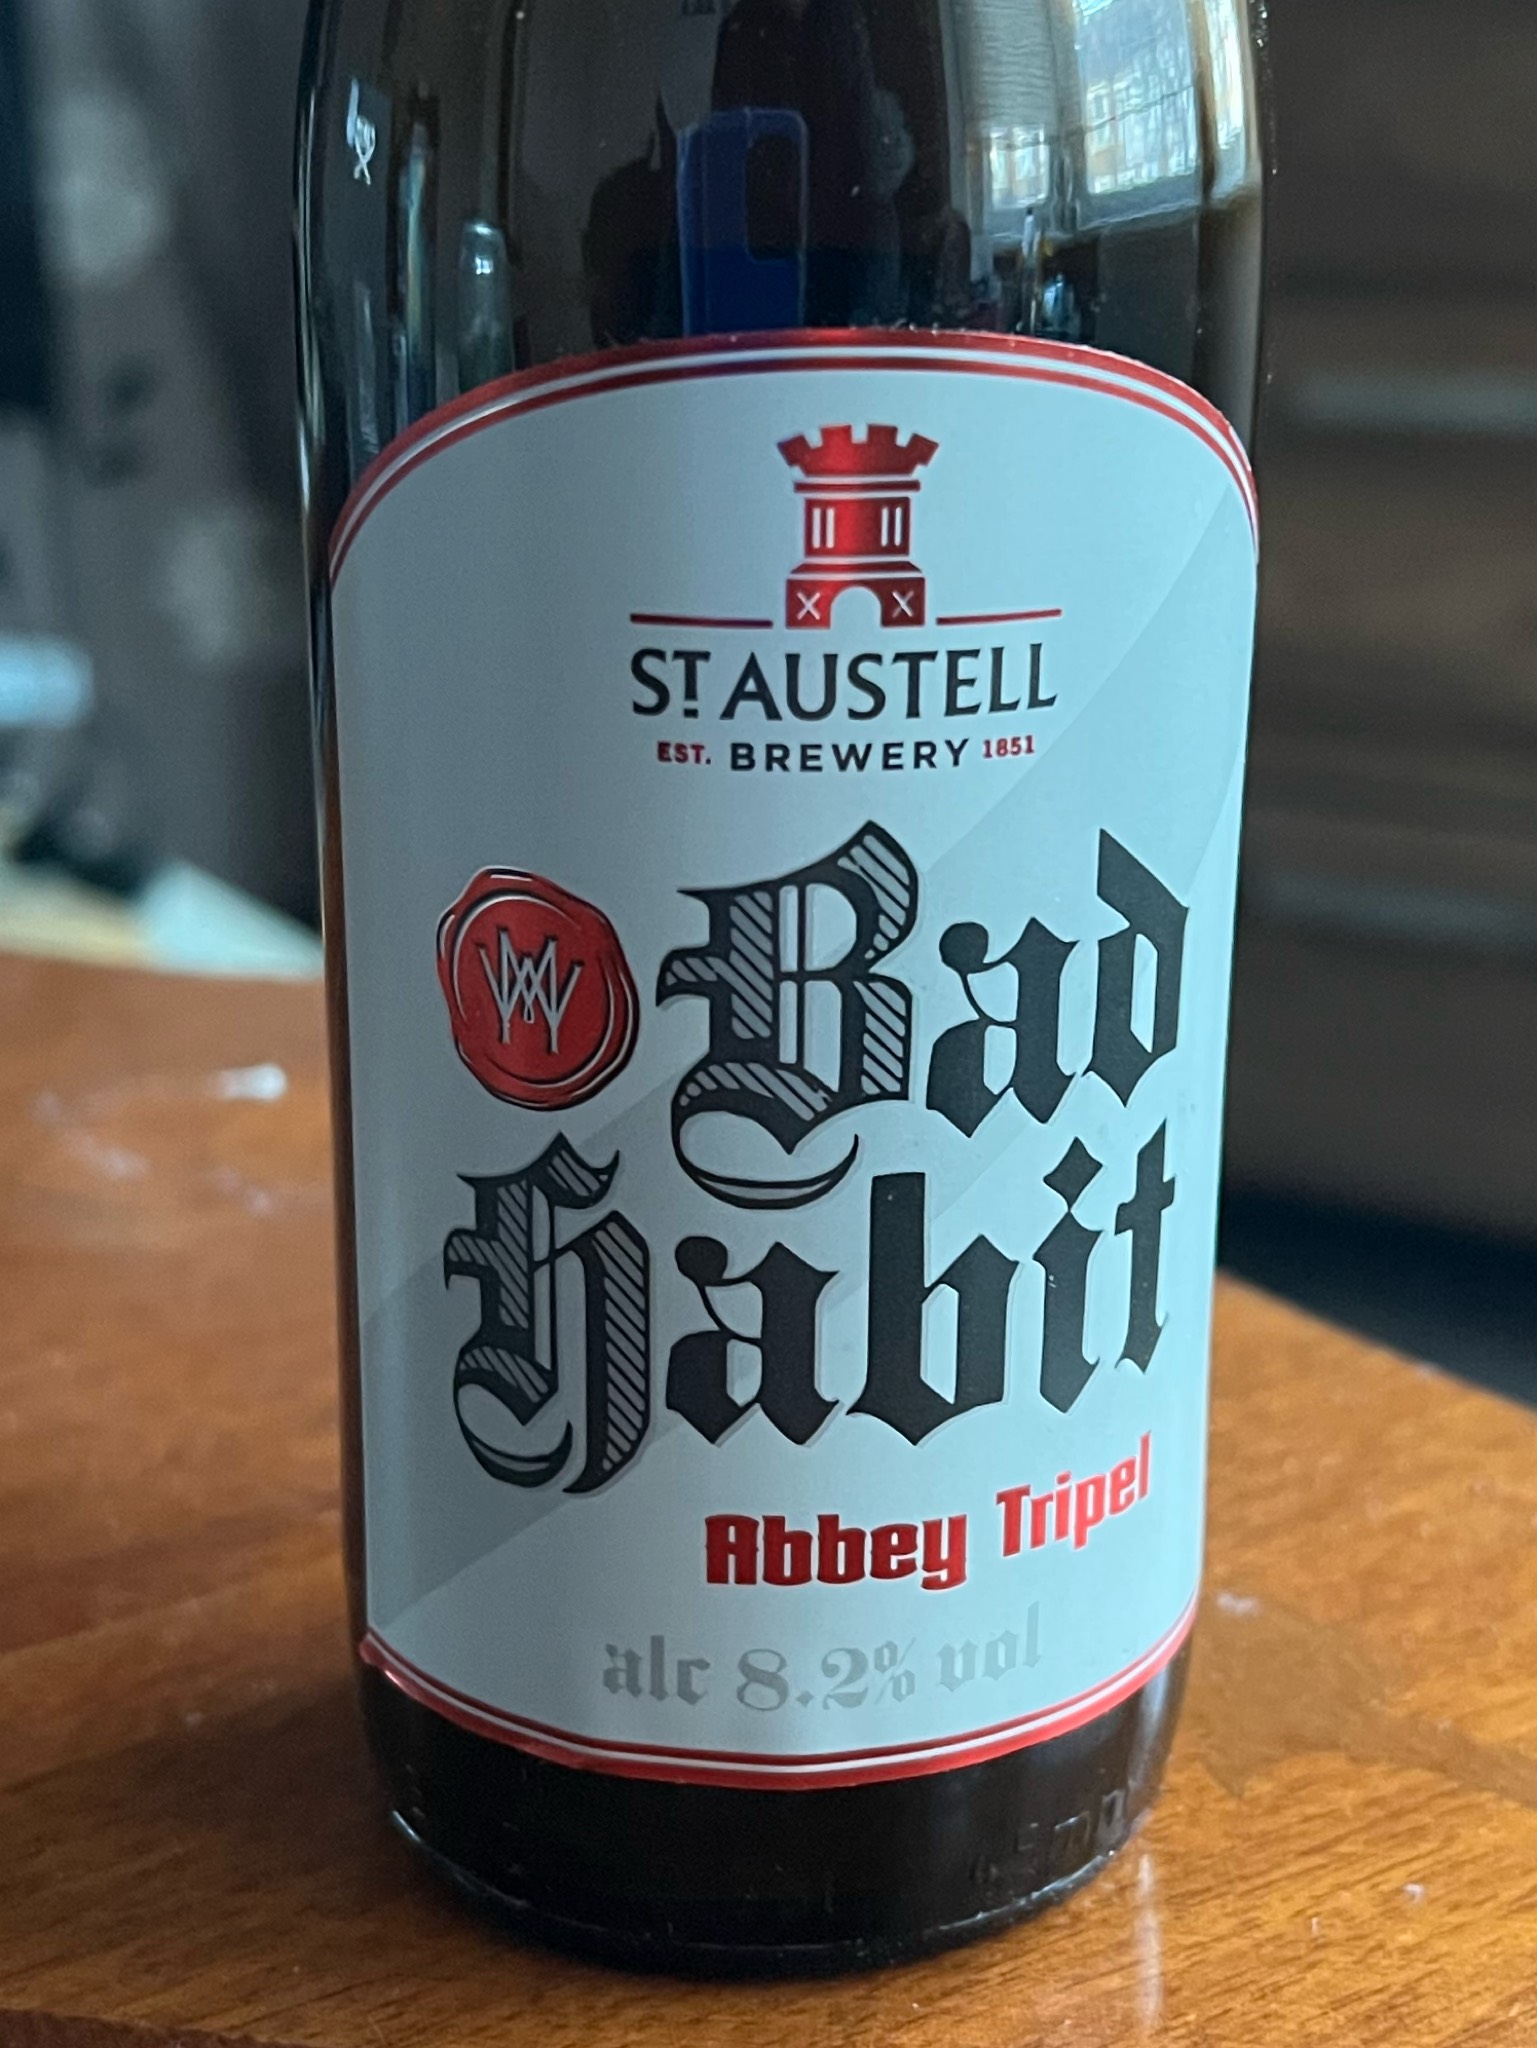 ST AUSTELL
EST. BREWERY 1851
Bad
Habit
Abbey Tripel
alc 8.2% vol